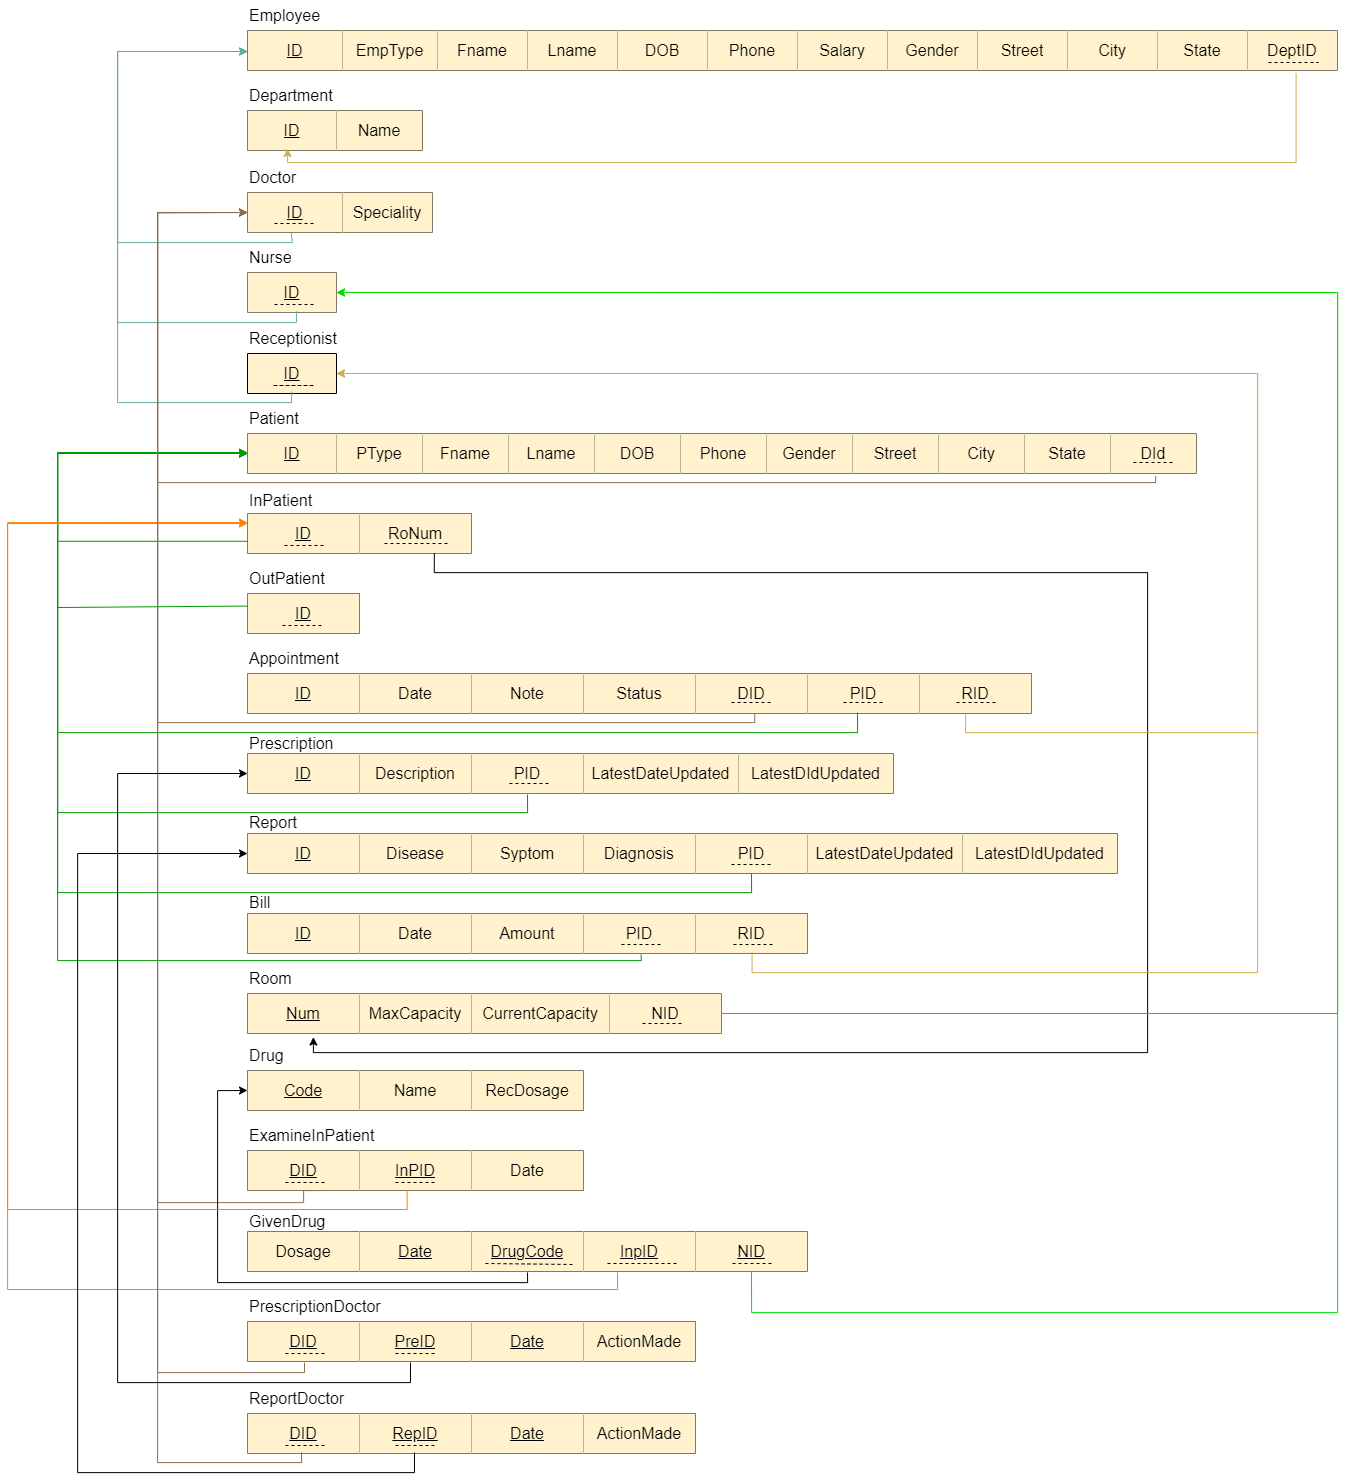 Employee
ID EmpType Fname Lname DOB Phone Salary Gender Street City State DeptID
Department
ID Name
Doctor
ID Speciality
Nurse
ID
Receptionist
ID
Patient
ID PType Fname Lname DOB Phone Gender Street City State DId
InPatient
ID RoNum
OutPatient
ID
Appointment
ID Date Note Status DID PID RID
Prescription
ID Description PID LatestDateUpdated LatestDIdUpdated
Report
ID Disease Syptom Diagnosis PID LatestDateUpdated LatestDIdUpdated
Bill
ID Date Amount PID RID
Room
Num MaxCapacity CurrentCapacity NID
Drug
Code Name RecDosage
ExamineInPatient
DID InPID Date
GivenDrug
Dosage Date DrugCode InpID NID
PrescriptionDoctor
DID PreID Date ActionMade
ReportDoctor
DID RepID Date ActionMade